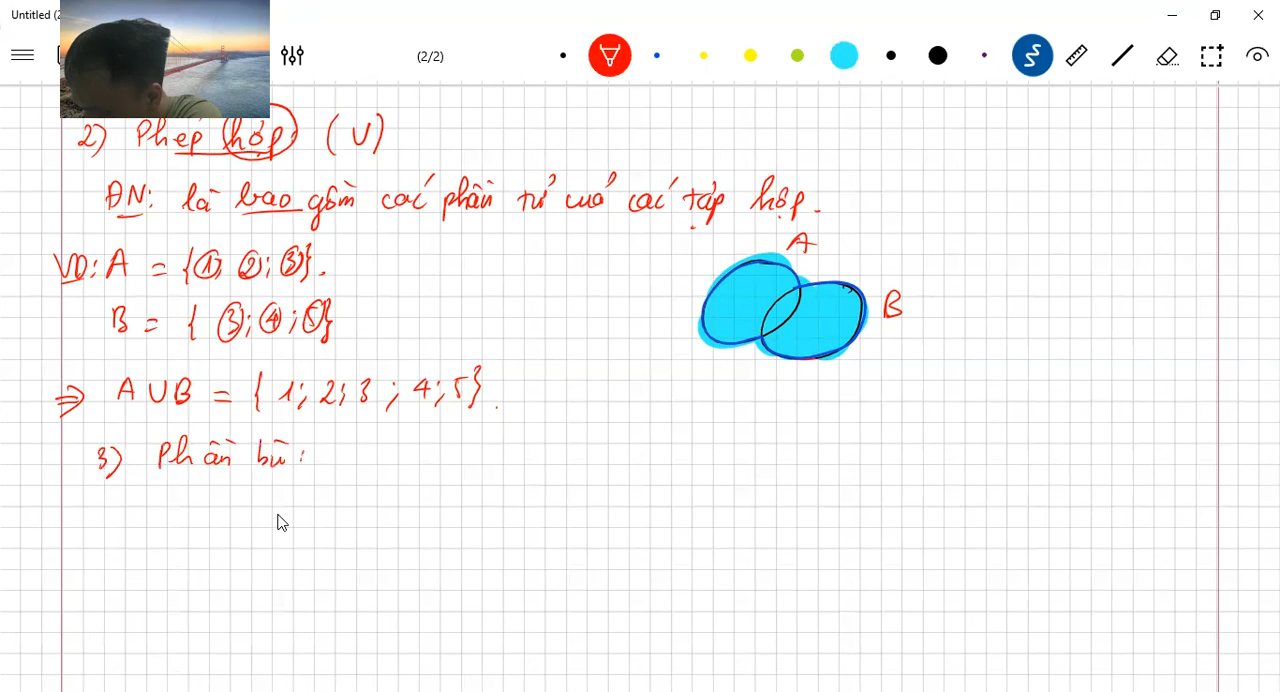 Untitled (2
(2/2)
2) Phép hợp (U)
ĐN: là bao gồm các phần tử của các tập hợp.
A
VD: A = {1; 2; 3}.
B = { 3; 4; 5}
B
=> A U B = { 1; 2; 3 ; 4; 5}.
3) Phần bù: